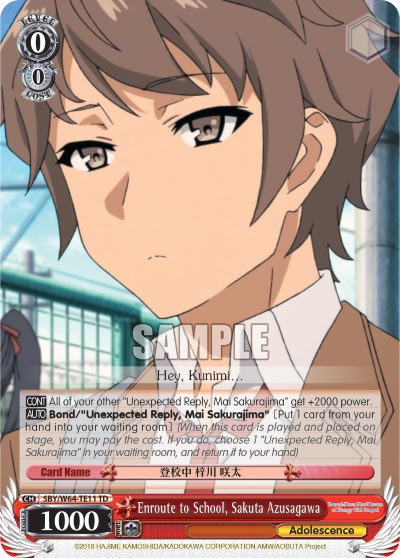 LEVEL
0
0
COST
SAMPLE
Hey, Kunimi...
CONT All of your other "Unexpected Reply, Mai Sakurajima" get +2000 power.
AUTO Bond/"Unexpected Reply, Mai Sakurajima" [Put 1 card from your
hand into your waiting room] (When this card is played and placed on
stage, you may pay the cost. If you do, choose 1 "Unexpected Reply,
Mai Sakurajima" in your waiting room, and return it to your hand)
Card Name
登校中 梓川 咲太
SBY/W64-TE11 TD
POWER
1000
Enroute to School, Sakuta Azusagawa
Adolescence
©2018 HAJIME KAMOSHIDA/KADOKAWA CORPORATION AMW/AOBUTA Project